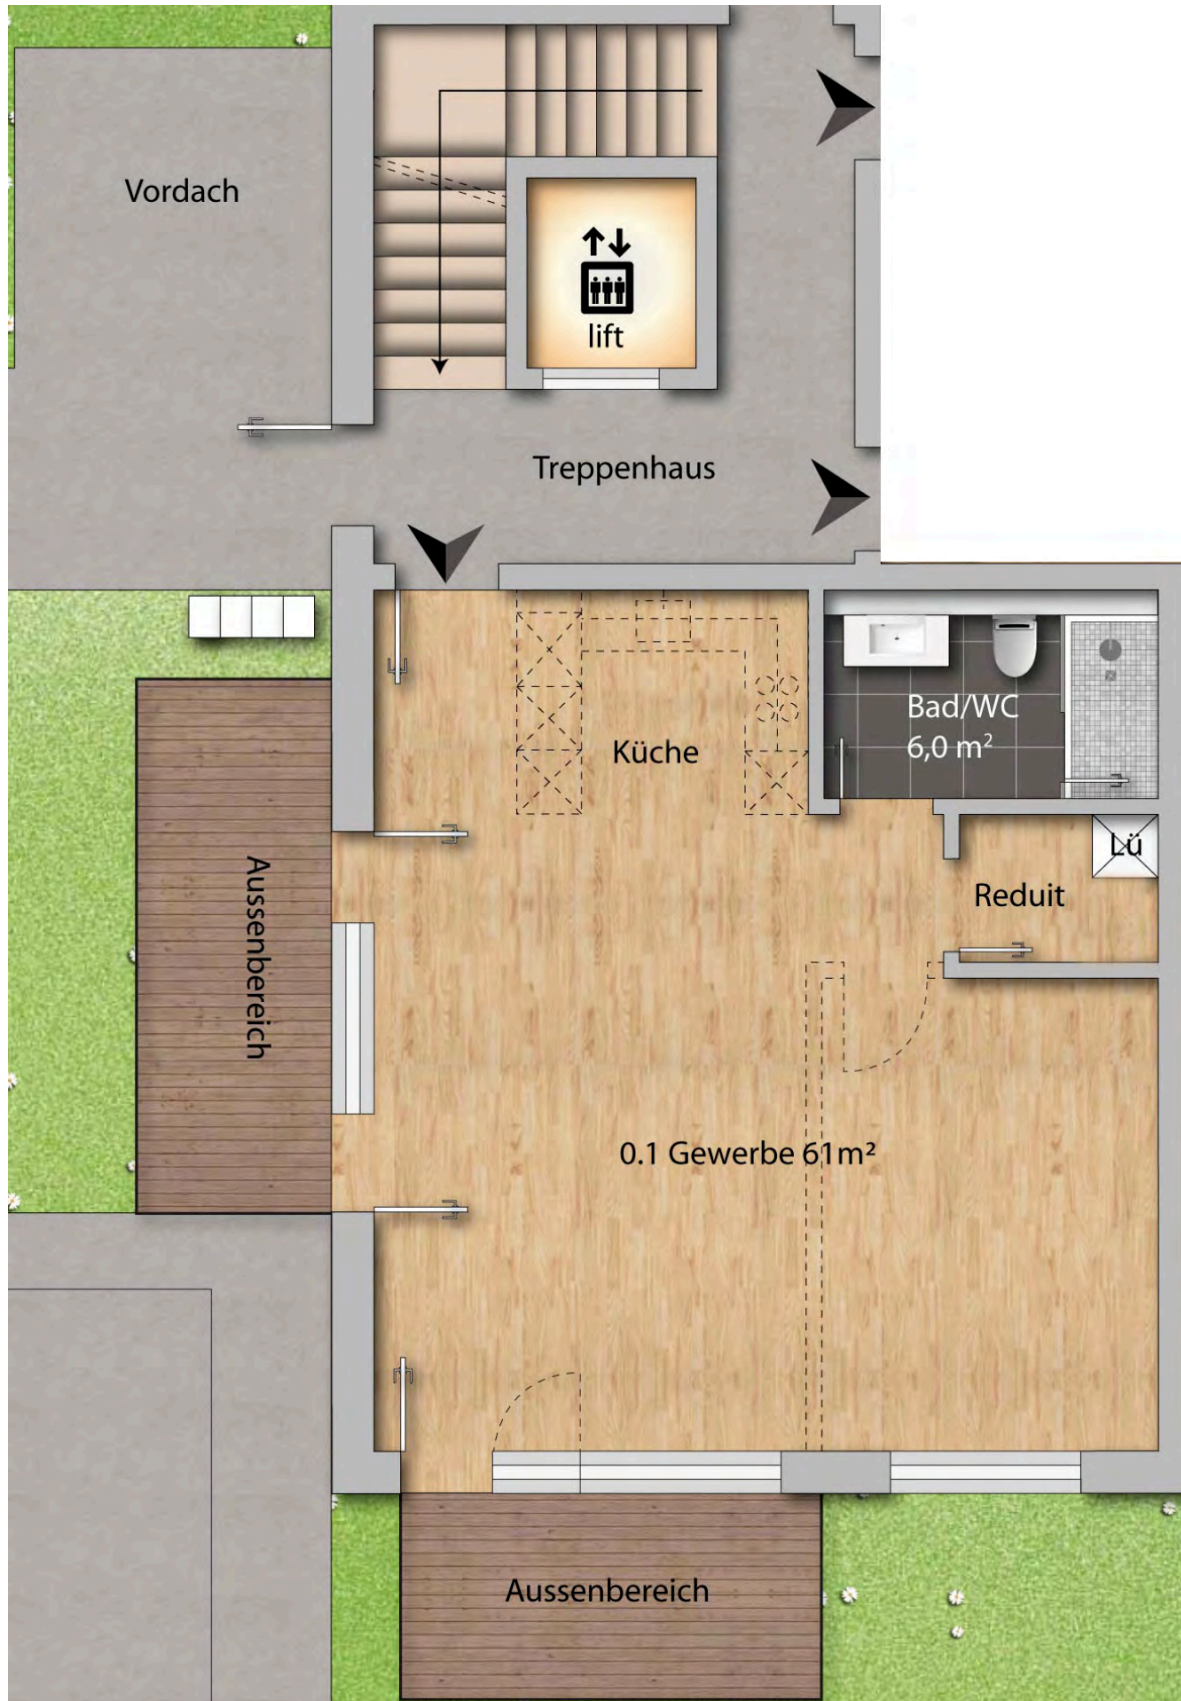 Vordach
lift
Treppenhaus
Küche
Bad/WC
6,0 m²
Lü
Reduit
Aussenbereich
0.1 Gewerbe 61m²
Aussenbereich